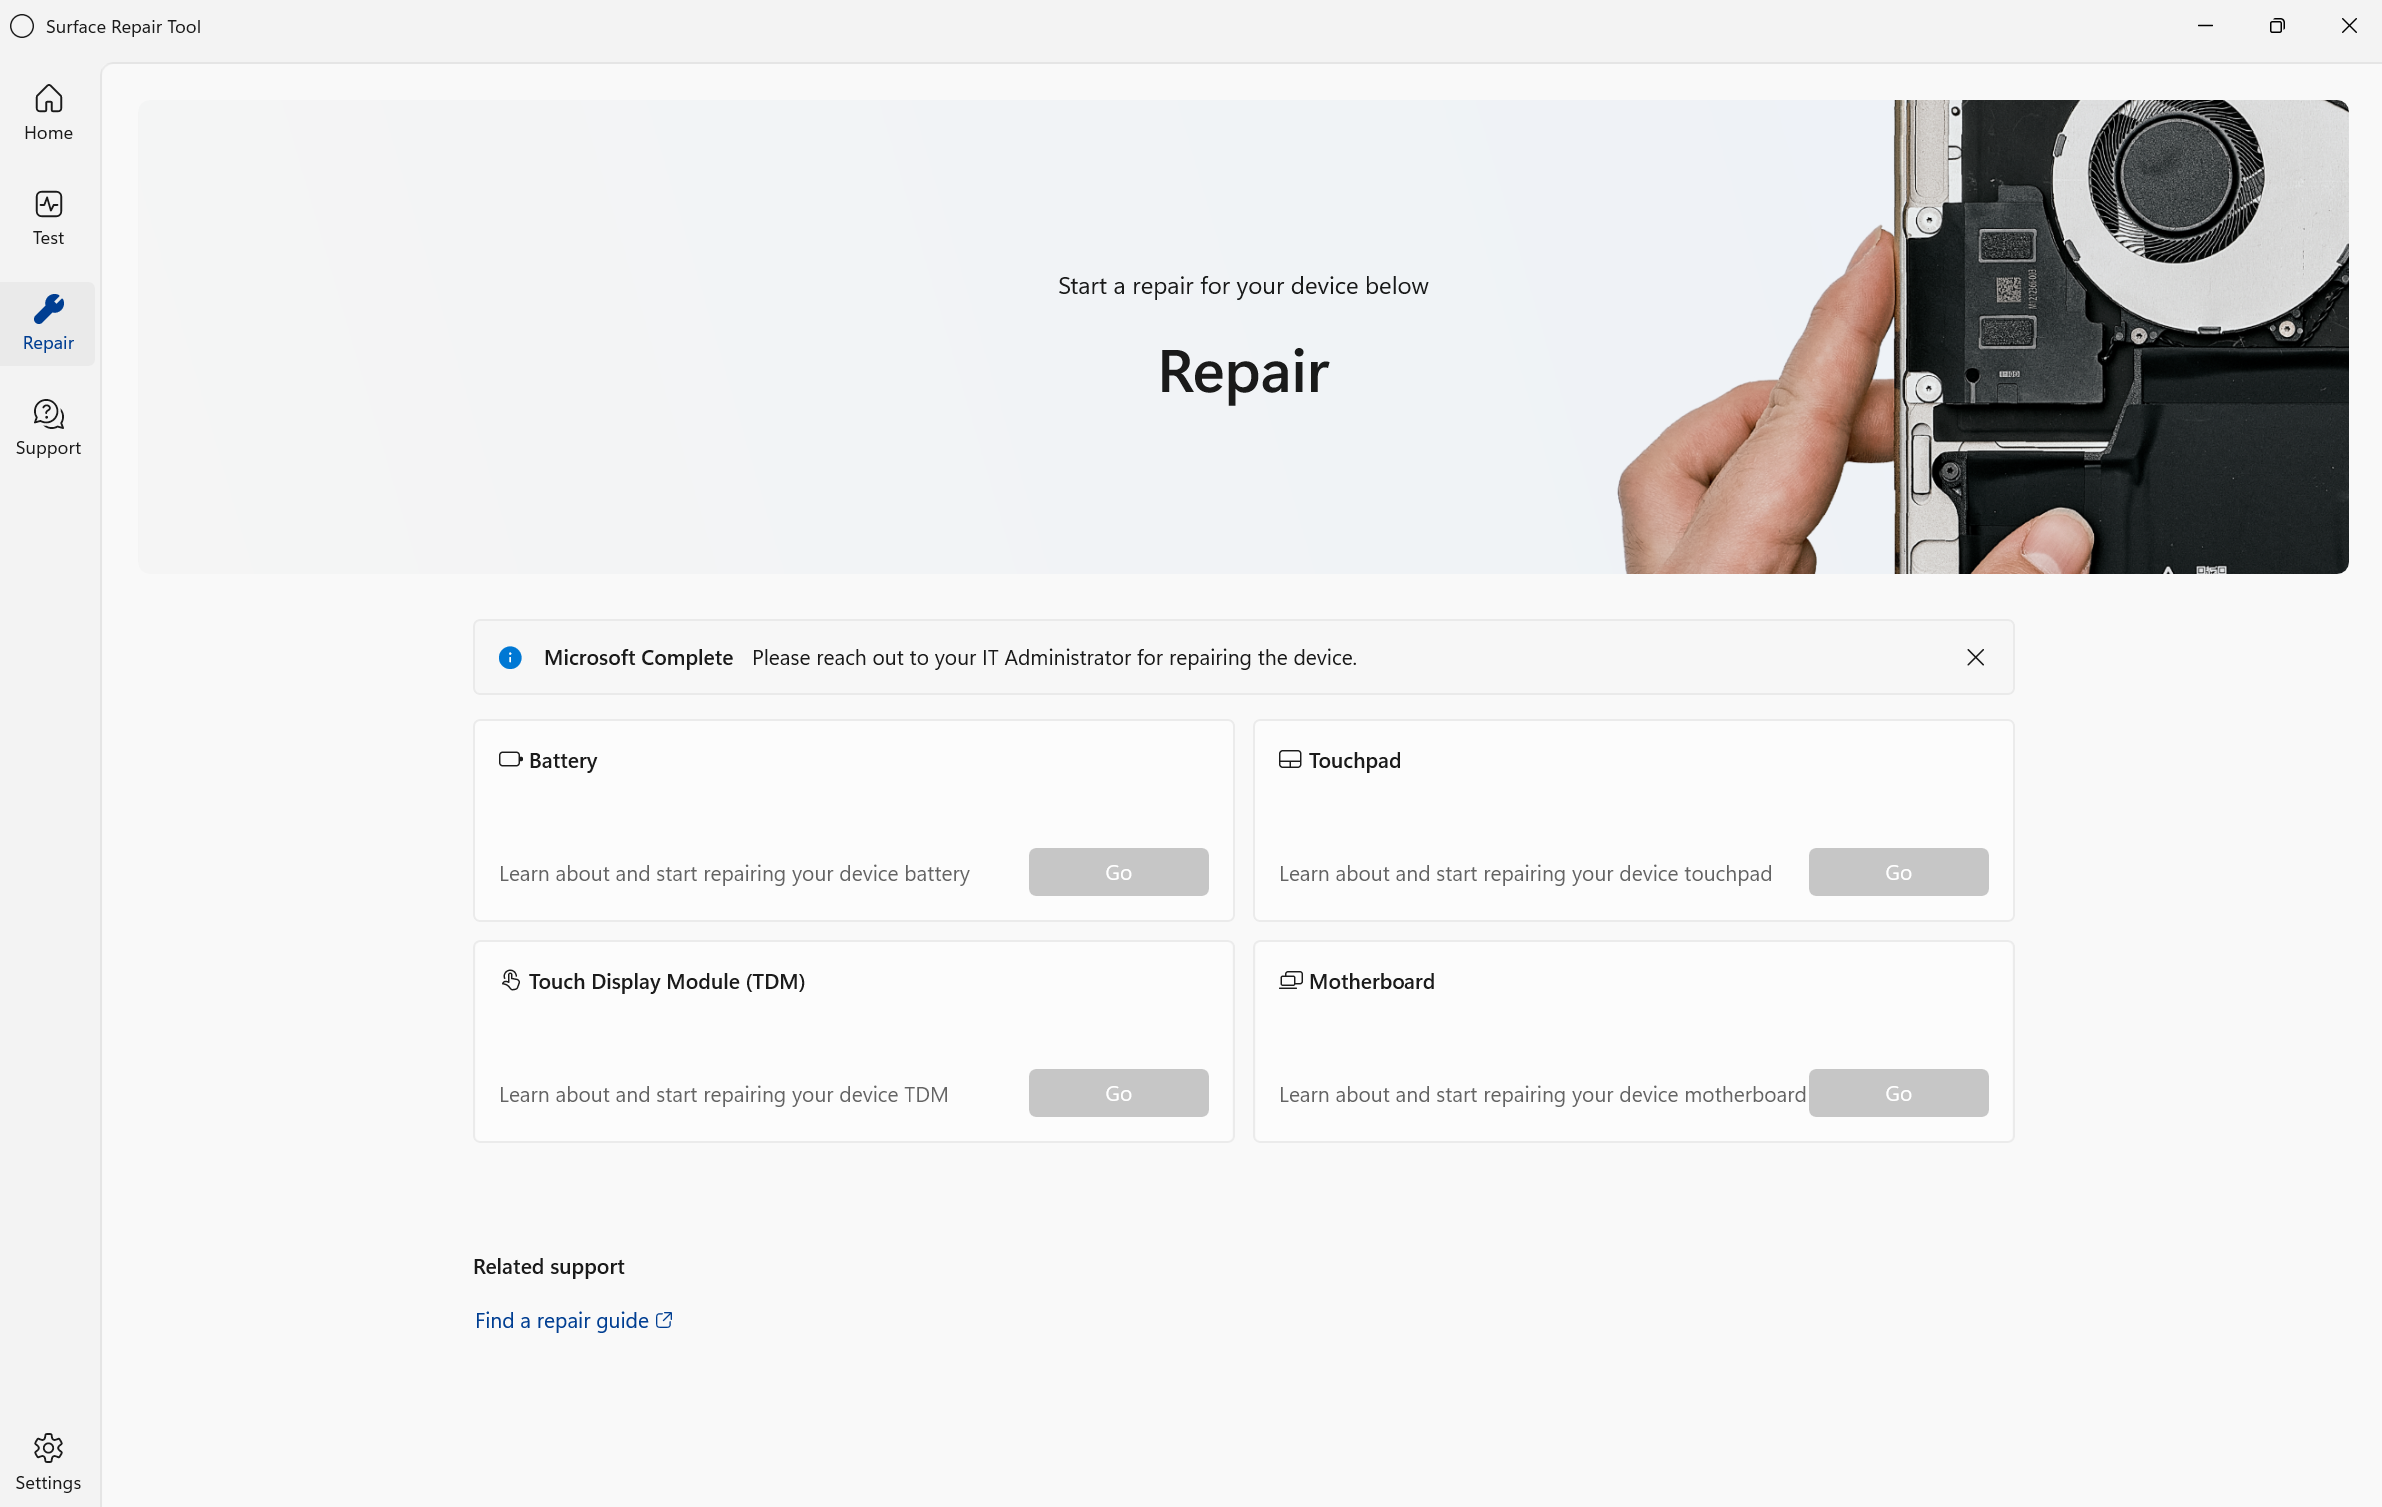 Surface Repair Tool
Home
Test
Repair
Support
Settings
Start a repair for your device below
Repair
Microsoft Complete Please reach out to your IT Administrator for repairing the device.
Battery
Learn about and start repairing your device battery
Go
Touchpad
Learn about and start repairing your device touchpad
Go
Touch Display Module (TDM)
Learn about and start repairing your device TDM
Go
Motherboard
Learn about and start repairing your device motherboard
Go
Related support
Find a repair guide